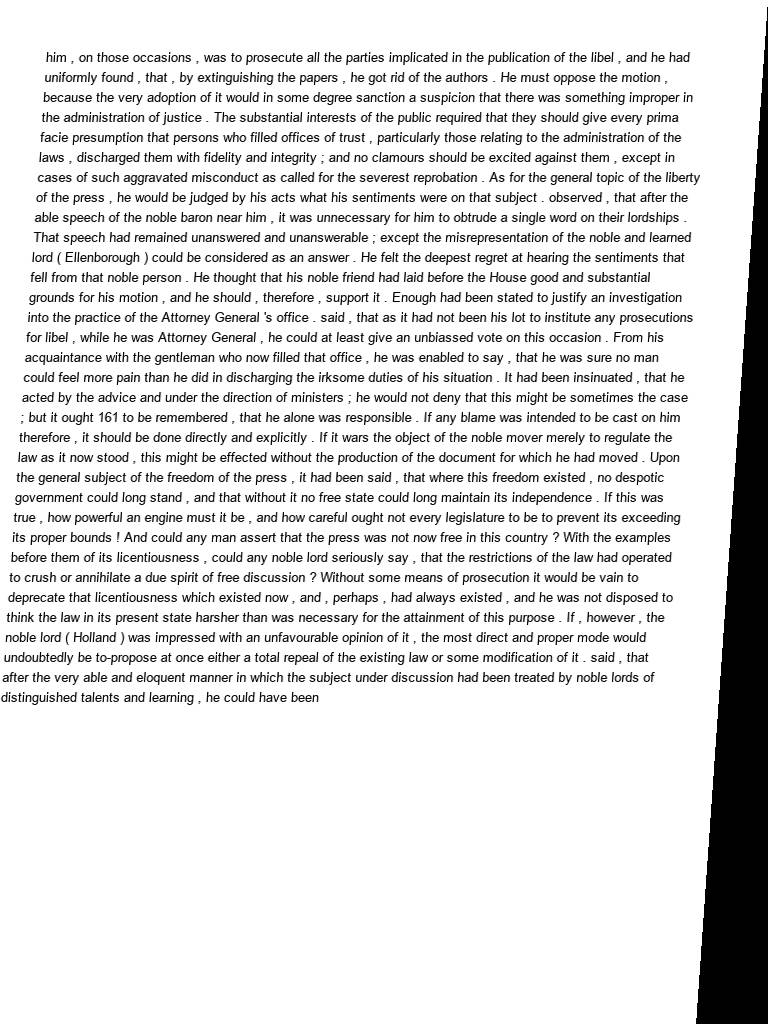 him , on those occasions , was to prosecute all the parties implicated in the publication of the libel , and he had
uniformly found , that , by extinguishing the papers , he got rid of the authors . He must oppose the motion ,
because the very adoption of it would in some degree sanction a suspicion that there was something improper in
the administration of justice . The substantial interests of the public required that they should give every prima
facie presumption that persons who filled offices of trust , particularly those relating to the administration of the
laws , discharged them with fidelity and integrity ; and no clamours should be excited against them , except in
cases of such aggravated misconduct as called for the severest reprobation . As for the general topic of the liberty
of the press , he would be judged by his acts what his sentiments were on that subject . observed , that after the
able speech of the noble baron near him , it was unnecessary for him to obtrude a single word on their lordships .
That speech had remained unanswered and unanswerable ; except the misrepresentation of the noble and learned
lord ( Ellenborough ) could be considered as an answer . He felt the deepest regret at hearing the sentiments that
fell from that noble person . He thought that his noble friend had laid before the House good and substantial
grounds for his motion , and he should , therefore , support it . Enough had been stated to justify an investigation
into the practice of the Attorney General 's office . said , that as it had not been his lot to institute any prosecutions
for libel , while he was Attorney General , he could at least give an unbiassed vote on this occasion . From his
acquaintance with the gentleman who now filled that office , he was enabled to say , that he was sure no man
could feel more pain than he did in discharging the irksome duties of his situation . It had been insinuated , that he
acted by the advice and under the direction of ministers ; he would not deny that this might be sometimes the case
; but it ought 161 to be remembered , that he alone was responsible . If any blame was intended to be cast on him
therefore , it should be done directly and explicitly . If it wars the object of the noble mover merely to regulate the
law as it now stood , this might be effected without the production of the document for which he had moved . Upon
the general subject of the freedom of the press , it had been said , that where this freedom existed , no despotic
government could long stand , and that without it no free state could long maintain its independence . If this was
true , how powerful an engine must it be , and how careful ought not every legislature to be to prevent its exceeding
its proper bounds ! And could any man assert that the press was not now free in this country ? With the examples
before them of its licentiousness , could any noble lord seriously say , that the restrictions of the law had operated
to crush or annihilate a due spirit of free discussion ? Without some means of prosecution it would be vain to
deprecate that licentiousness which existed now , and , perhaps , had always existed , and he was not disposed to
think the law in its present state harsher than was necessary for the attainment of this purpose . If , however , the
noble lord ( Holland ) was impressed with an unfavourable opinion of it , the most direct and proper mode would
undoubtedly be to-propose at once either a total repeal of the existing law or some modification of it . said , that
after the very able and eloquent manner in which the subject under discussion had been treated by noble lords of
distinguished talents and learning , he could have been